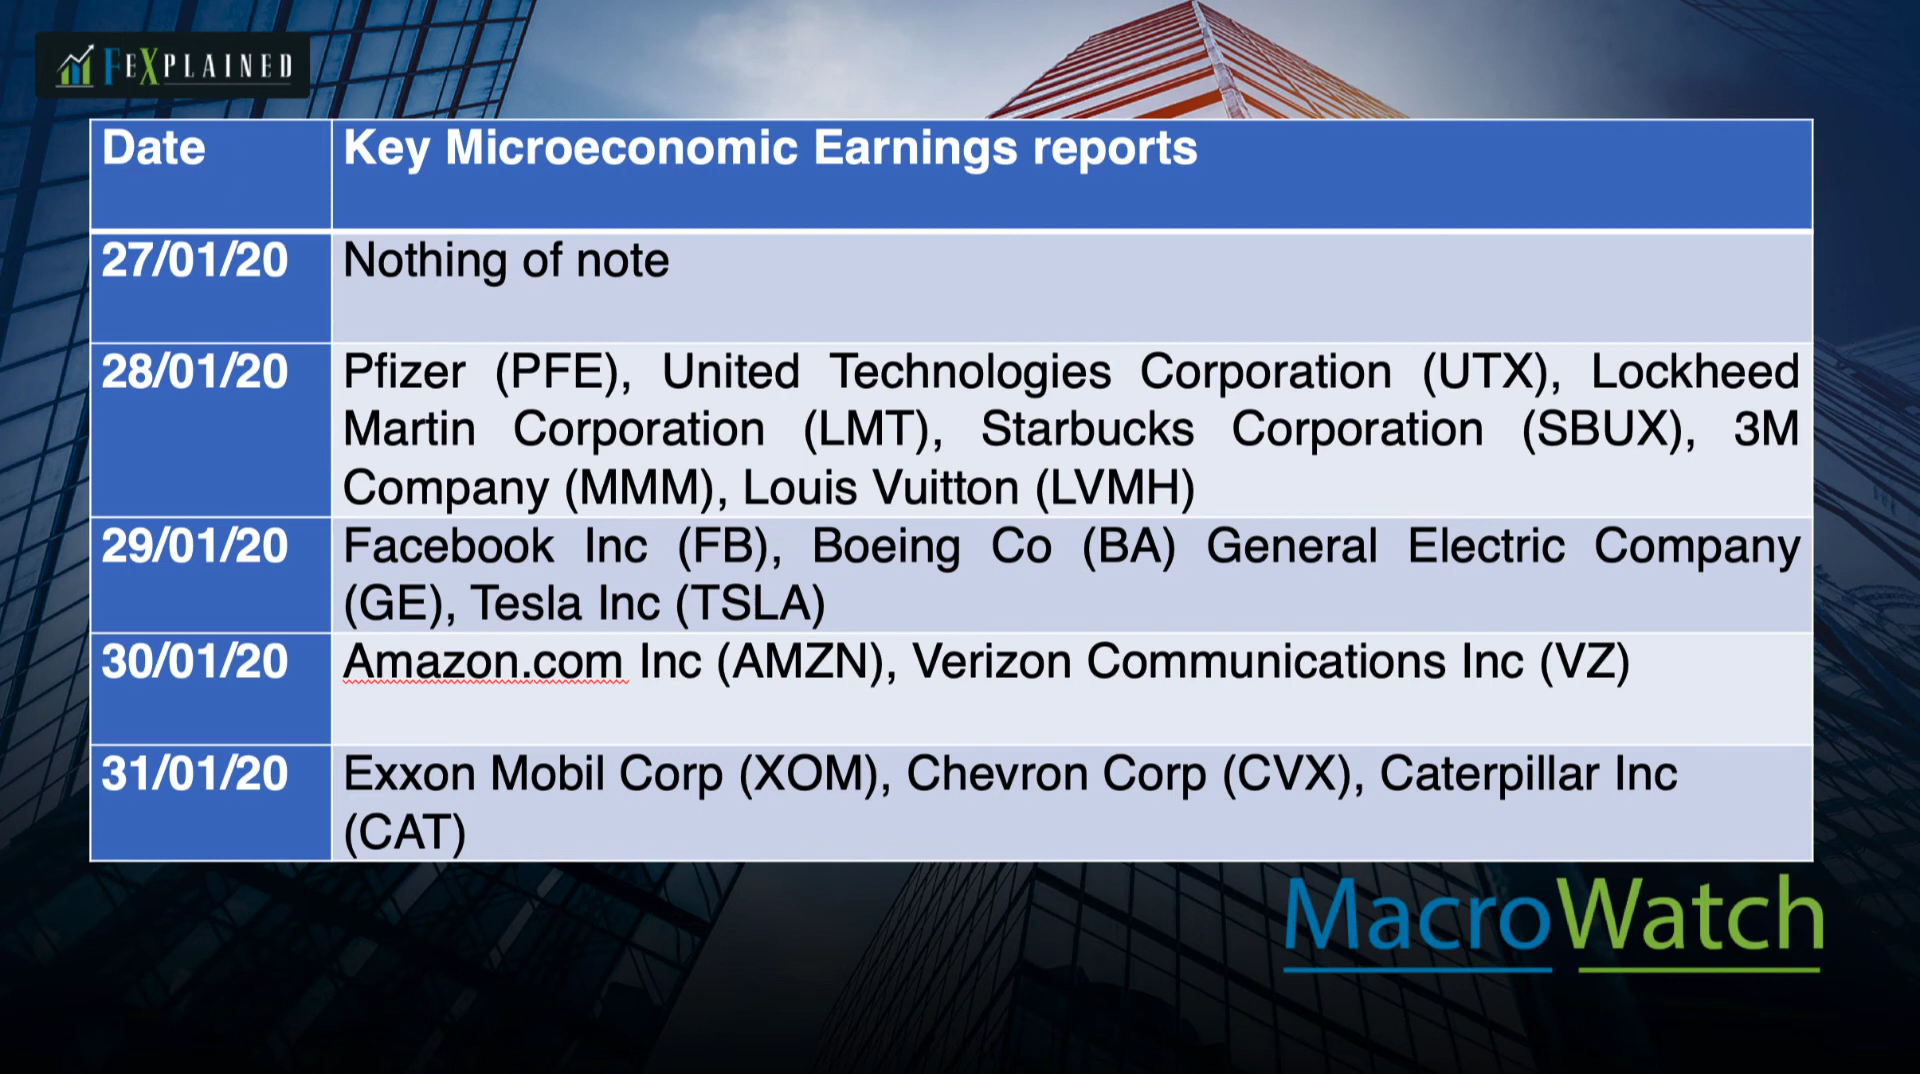 FEXPLAINED
Date
Key Microeconomic Earnings reports
27/01/20
Nothing of note
28/01/20
Pfizer (PFE), United Technologies Corporation (UTX), Lockheed
Martin Corporation (LMT), Starbucks Corporation (SBUX), 3M
Company (MMM), Louis Vuitton (LVMH)
29/01/20
Facebook Inc (FB), Boeing Co (BA) General Electric Company
(GE), Tesla Inc (TSLA)
30/01/20
Amazon.com Inc (AMZN), Verizon Communications Inc (VZ)
31/01/20
Exxon Mobil Corp (XOM), Chevron Corp (CVX), Caterpillar Inc
(CAT)
MacroWatch